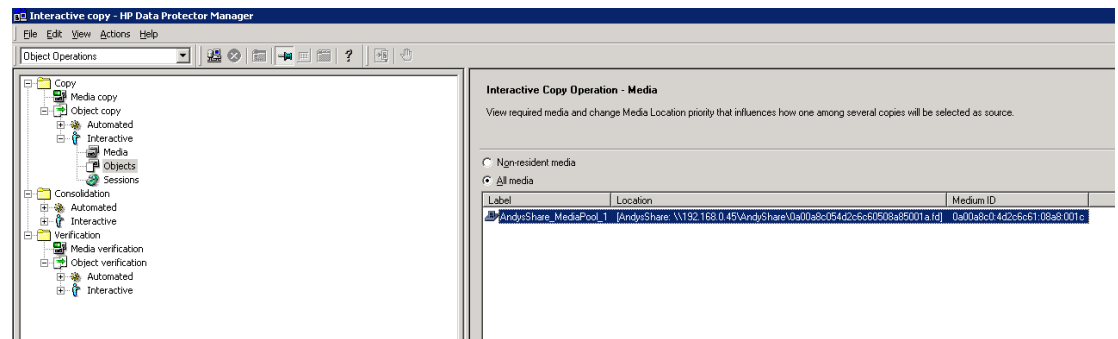 Interactive copy - HP Data Protector Manager
File Edit View Actions Help
Object Operations
Copy
Media copy
Object copy
Automated
Interactive
Media
Objects
Sessions
Consolidation
Automated
Interactive
Verification
Media verification
Object verification
Automated
Interactive
Interactive Copy Operation - Media
View required media and change Media Location priority that influences how one among several copies will be selected as source.
Non-resident media
All media
Label Location Medium ID
AndysShare_MediaPool_1 [AndysShare: \\192.168.0.45\AndyShare\0a00a8c054d2c6c60508a85001a.fd] 0a00a8c0:4d2c6c61:08a8:001c